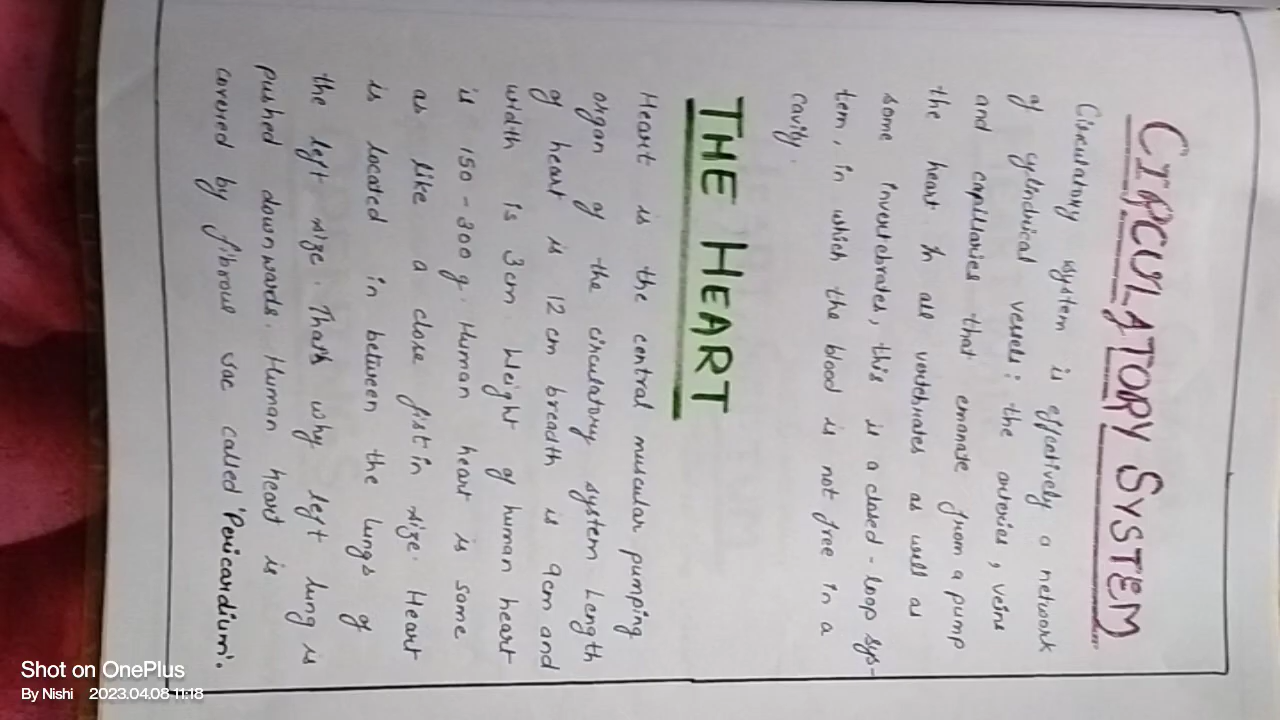 CIRCULATORY SYSTEM
Circulatory system is effectively a network
of cylindrical vessels: the arteries, veins
and capillaries that emanate from a pump
the heart In all vertebrates as well as
some invertebrates, this is a closed-loop sys-
tem, in which the blood is not free in a
cavity.
THE HEART
Heart is the central muscular pumping
organ of the circulatory system Length
of heart is 12 cm breadth is 9cm and
width is 3cm. Weight of human heart
is 150-300 g. Human heart is some
as like a close fist in size. Heart
is located in between the lungs of
the left size. Thats why left lung is
pushed downwards. Human heart is
covered by fibrous sac called 'Pericardium'.
Shot on OnePlus
By Nishi 2023.04.08 11:18